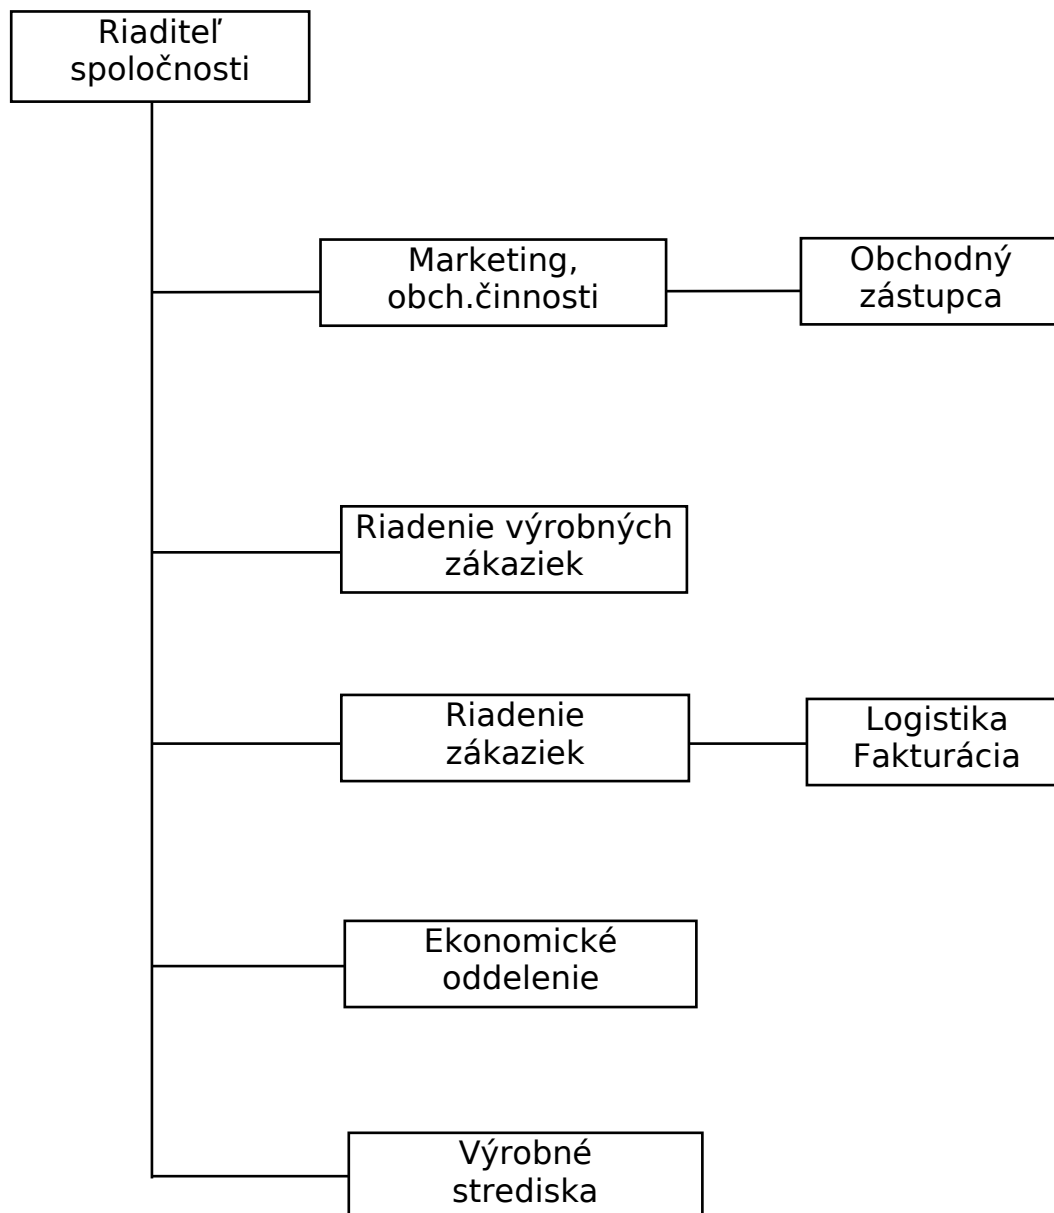 Riaditeľ
spoločnosti
Marketing,
obch.činnosti
Obchodný
zástupca
Riadenie výrobných
zákaziek
Riadenie
zákaziek
Logistika
Fakturácia
Ekonomické
oddelenie
Výrobné
strediska